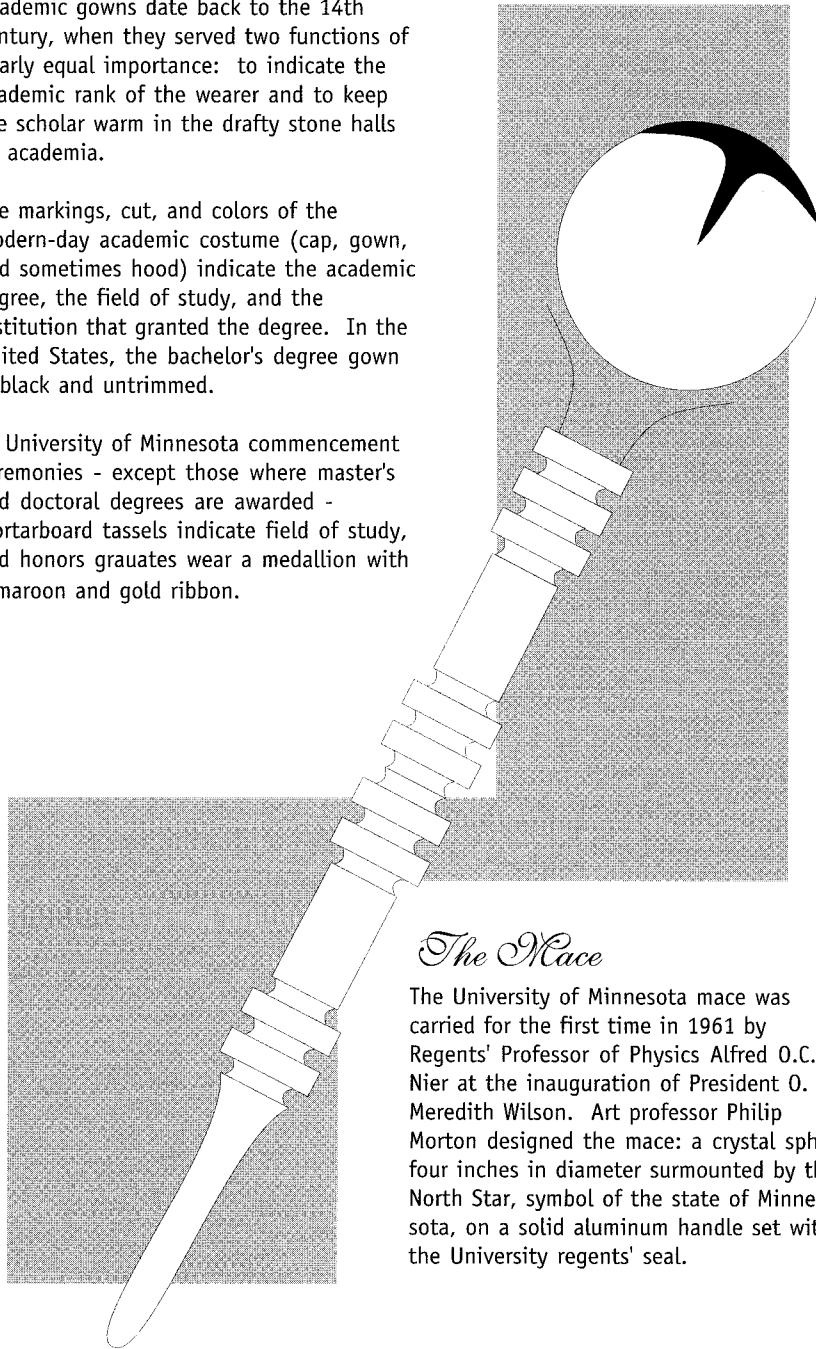 ademic gowns date back to the 14th
ntury, when they served two functions of
arly equal importance: to indicate the
ademic rank of the wearer and to keep
e scholar warm in the drafty stone halls
academia.
e markings, cut, and colors of the
odern-day academic costume (cap, gown,
d sometimes hood) indicate the academic
gree, the field of study, and the
stitution that granted the degree. In the
ited States, the bachelor's degree gown
black and untrimmed.
University of Minnesota commencement
remonies - except those where master's
d doctoral degrees are awarded -
ortarboard tassels indicate field of study,
d honors grauates wear a medallion with
maroon and gold ribbon.
The Mace
The University of Minnesota mace was
carried for the first time in 1961 by
Regents' Professor of Physics Alfred O.C.
Nier at the inauguration of President O.
Meredith Wilson. Art professor Philip
Morton designed the mace: a crystal sph
four inches in diameter surmounted by th
North Star, symbol of the state of Minne
sota, on a solid aluminum handle set wit
the University regents' seal.